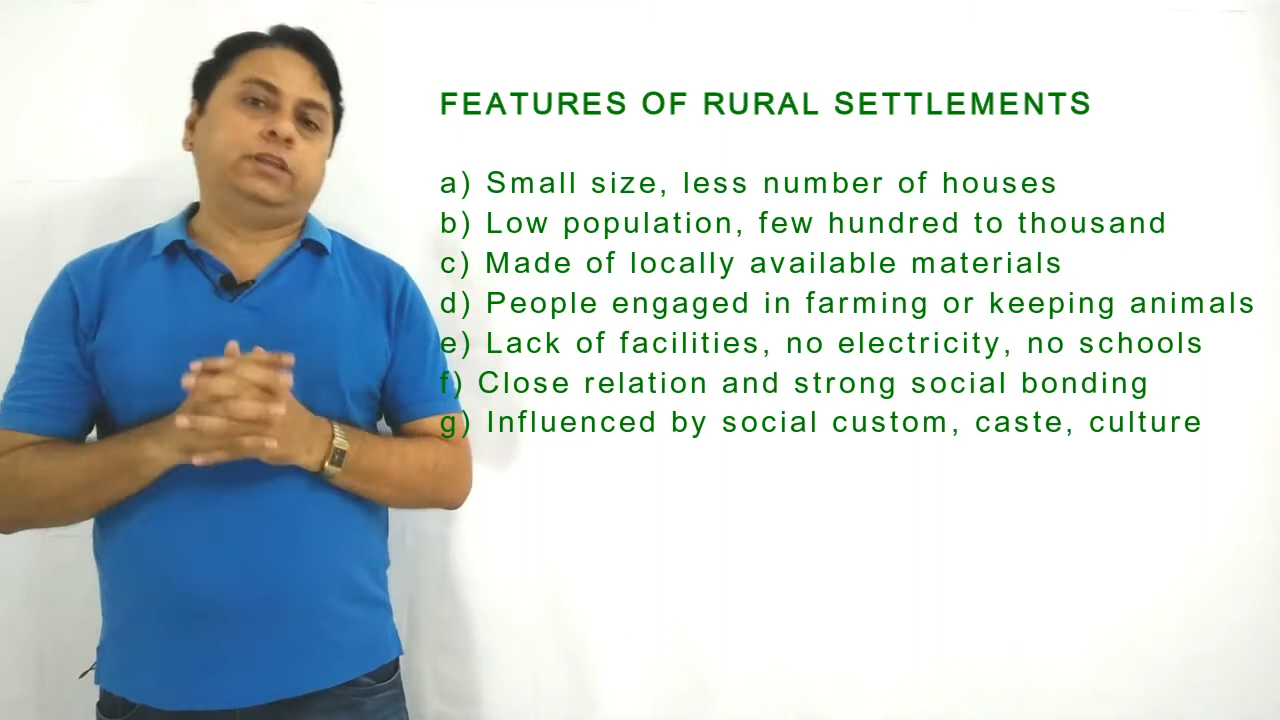 FEATURES OF RURAL SETTLEMENTS
a) Small size, less number of houses
b) Low population, few hundred to thousand
c) Made of locally available materials
d) People engaged in farming or keeping animals
e) Lack of facilities, no electricity, no schools
f) Close relation and strong social bonding
g) Influenced by social custom, caste, culture